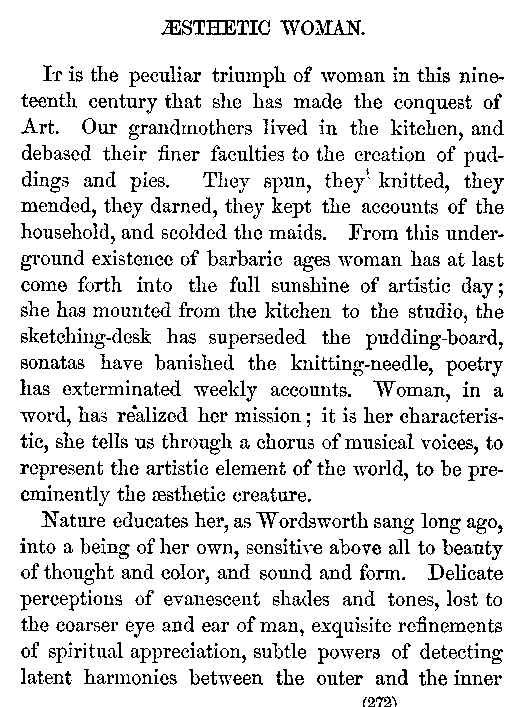 ÆSTHETIC WOMAN.
It is the peculiar triumph of woman in this nine-
teenth century that she has made the conquest of
Art. Our grandmothers lived in the kitchen, and
debased their finer faculties to the creation of pud-
dings and pies. They spun, they knitted, they
mended, they darned, they kept the accounts of the
household, and scolded the maids. From this under-
ground existence of barbaric ages woman has at last
come forth into the full sunshine of artistic day;
she has mounted from the kitchen to the studio, the
sketching-desk has superseded the pudding-board,
sonatas have banished the knitting-needle, poetry
has exterminated weekly accounts. Woman, in a
word, has realized her mission; it is her characteris-
tic, she tells us through a chorus of musical voices, to
represent the artistic element of the world, to be pre-
eminently the æsthetic creature.
Nature educates her, as Wordsworth sang long ago,
into a being of her own, sensitive above all to beauty
of thought and color, and sound and form. Delicate
perceptions of evanescent shades and tones, lost to
the coarser eye and ear of man, exquisite refinements
of spiritual appreciation, subtle powers of detecting
latent harmonies between the outer and the inner
(272)